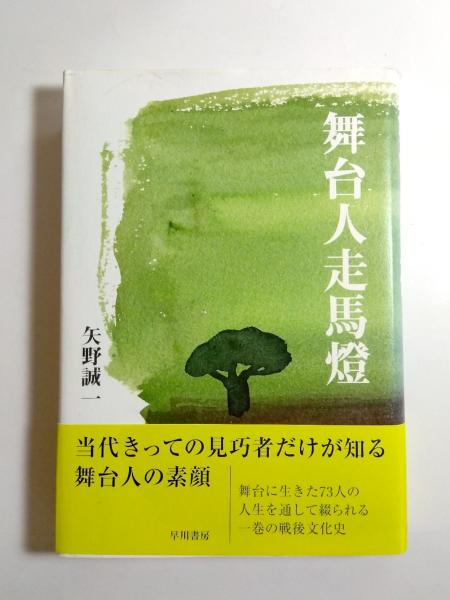 舞台人走馬燈
矢野誠一
当代きっての見巧者だけが知る
舞台人の素顔
舞台に生きた73人の
人生を通して綴られる
一巻の戦後文化史
早川書房